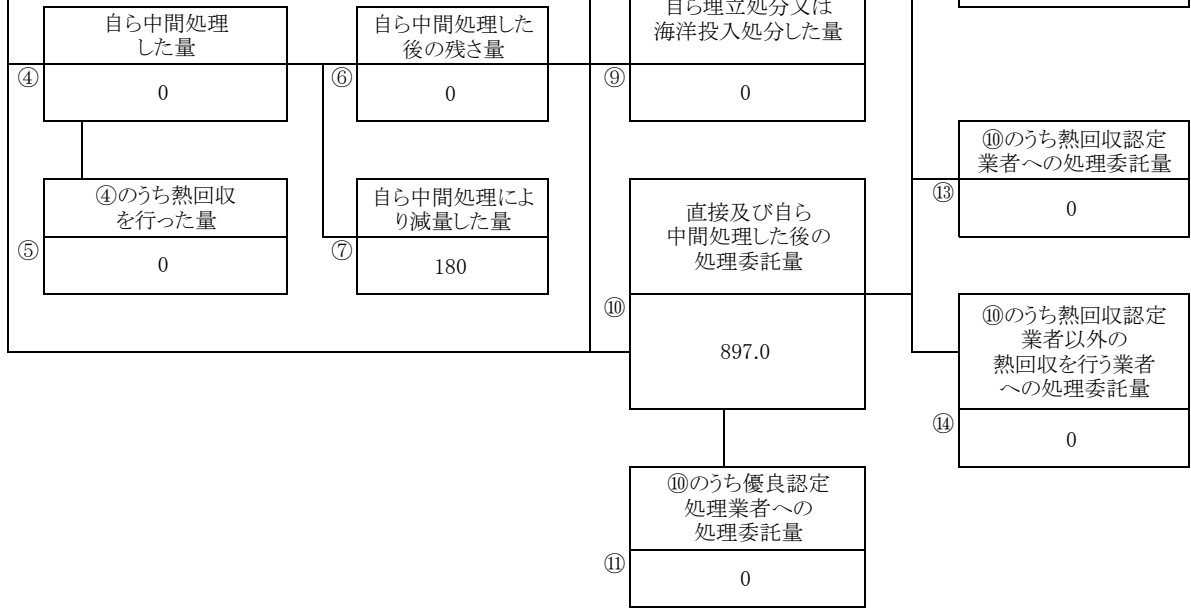 自ら中間処理
した量
④
0
自ら中間処理した
後の残さ量
⑥
0
自ら埋立処分又は
海洋投入処分した量
⑨
0
⑩のうち熱回収認定
業者への処理委託量
⑬
0
④のうち熱回収
を行った量
⑤
0
自ら中間処理によ
り減量した量
⑦
180
直接及び自ら
中間処理した後の
処理委託量
⑩
897.0
⑩のうち熱回収認定
業者以外の
熱回収を行う業者
への処理委託量
⑭
0
⑩のうち優良認定
処理業者への
処理委託量
⑪
0